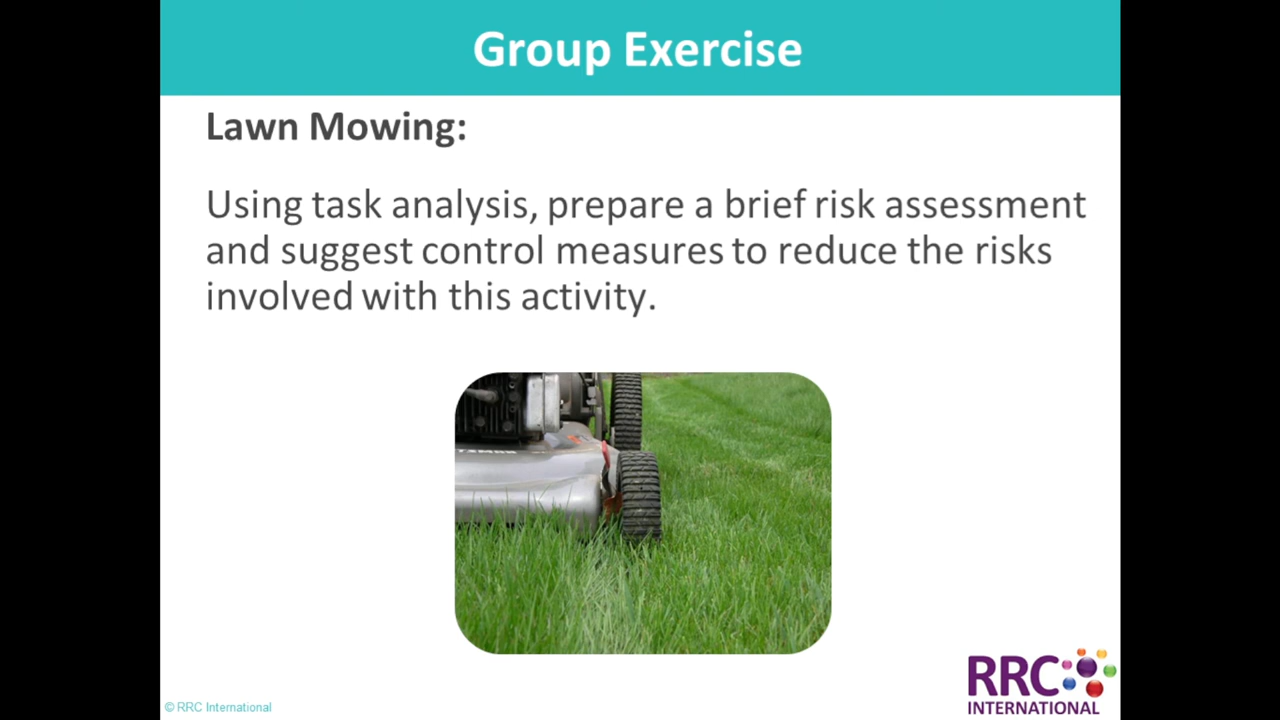 Group Exercise
Lawn Mowing:
Using task analysis, prepare a brief risk assessment
and suggest control measures to reduce the risks
involved with this activity.
RRC
INTERNATIONAL
© RRC International